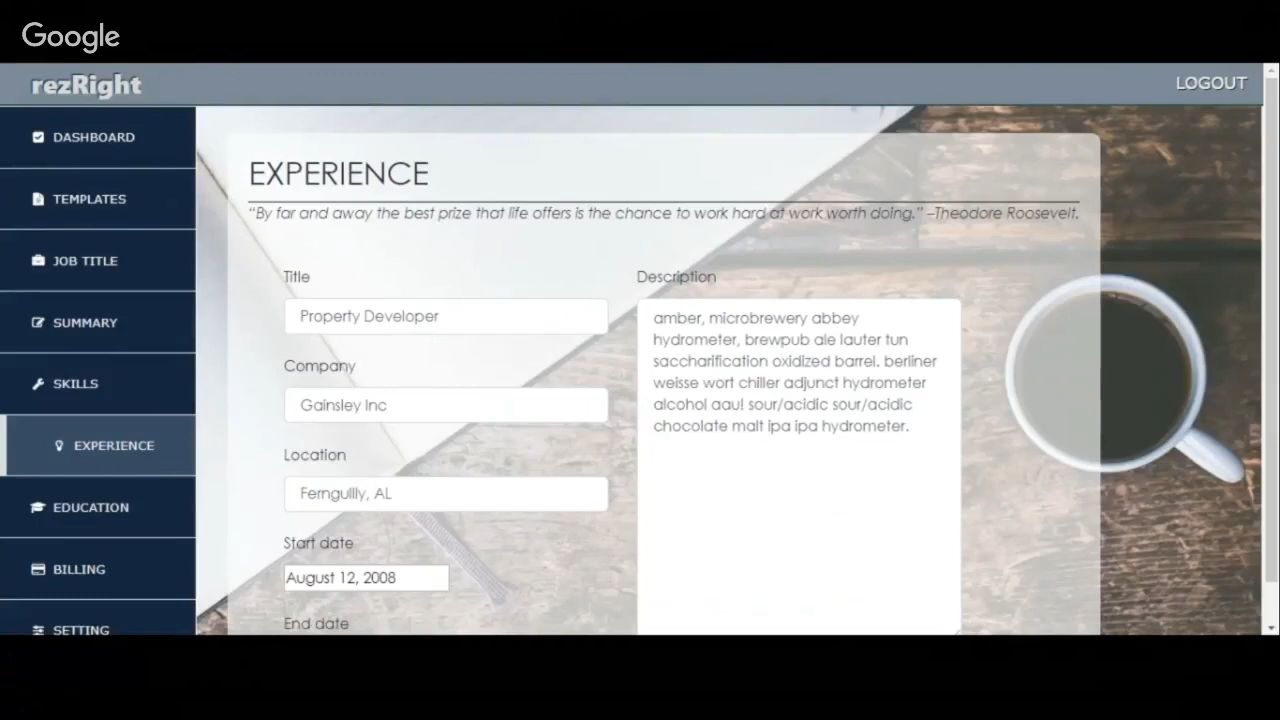 Google
rezRight
LOGOUT
DASHBOARD
TEMPLATES
JOB TITLE
SUMMARY
SKILLS
EXPERIENCE
EDUCATION
BILLING
SETTING
EXPERIENCE
“By far and away the best prize that life offers is the chance to work hard at work worth doing.” –Theodore Roosevelt.
Title
Property Developer
Company
Gainsley Inc
Location
Ferngullly, AL
Start date
August 12, 2008
End date
Description
amber, microbrewery abbey
hydrometer, brewpub ale lauter tun
saccharification oxidized barrel. berliner
weisse wort chiller adjunct hydrometer
alcohol aau! sour/acidic sour/acidic
chocolate malt ipa ipa hydrometer.